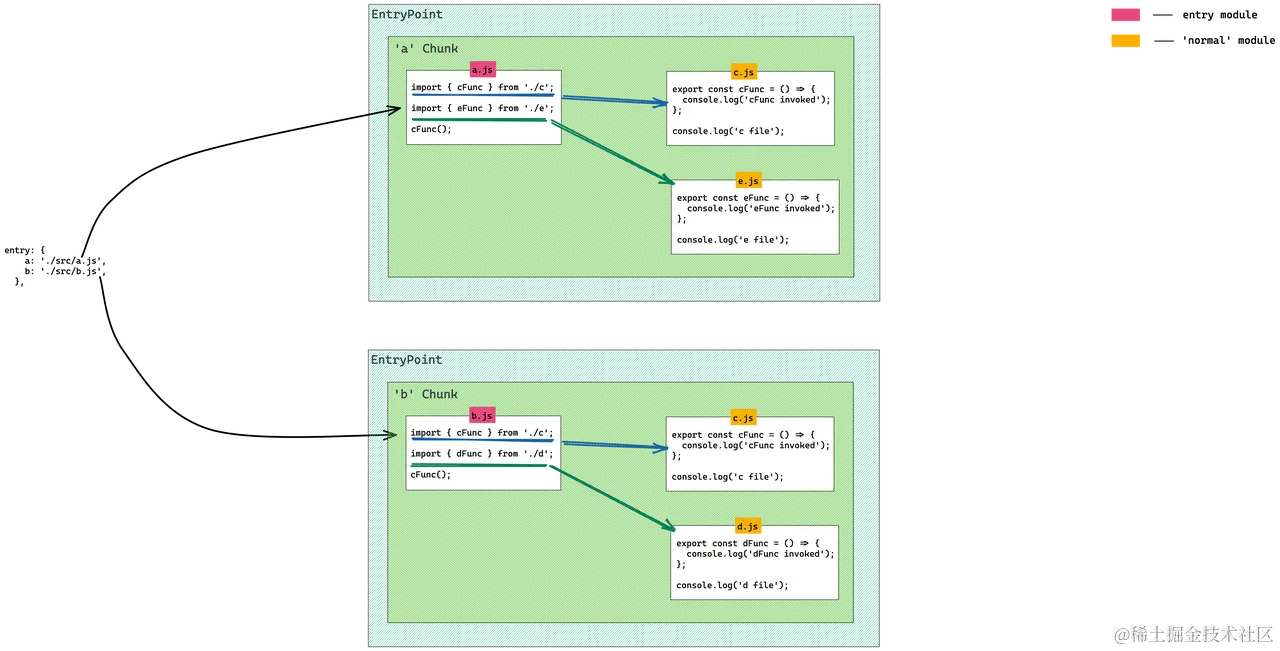 entry: {
a: './src/a.js',
b: './src/b.js',
},
EntryPoint
'a' Chunk
a.js
import { cFunc } from './c';
import { eFunc } from './e';
cFunc();
c.js
export const cFunc = () => {
console.log('cFunc invoked');
};
console.log('c file');
e.js
export const eFunc = () => {
console.log('eFunc invoked');
};
console.log('e file');
EntryPoint
'b' Chunk
b.js
import { cFunc } from './c';
import { dFunc } from './d';
cFunc();
c.js
export const cFunc = () => {
console.log('cFunc invoked');
};
console.log('c file');
d.js
export const dFunc = () => {
console.log('dFunc invoked');
};
console.log('d file');
entry module
'normal' module
@稀土掘金技术社区